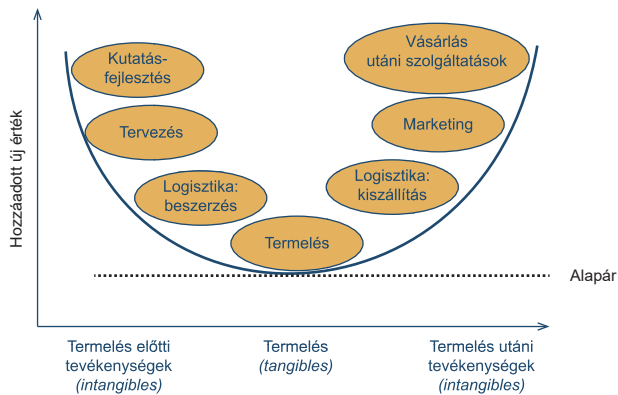 Hozzáadott új érték
Kutatás-
fejlesztés
Tervezés
Logisztika:
beszerzés
Termelés
Vásárlás
utáni szolgáltatások
Marketing
Logisztika:
kiszállítás
Alapár
Termelés előtti
tevékenységek
(intangibles)
Termelés
(tangibles)
Termelés utáni
tevékenységek
(intangibles)